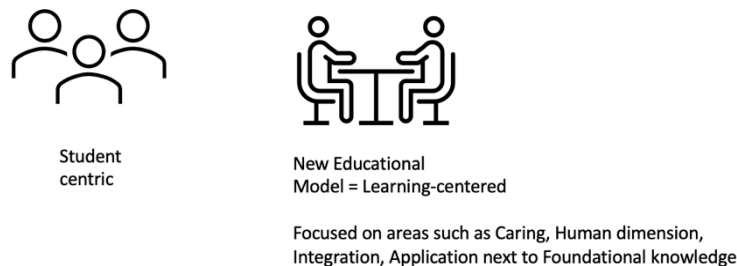 Student
centric
New Educational
Model = Learning-centered
Focused on areas such as Caring, Human dimension,
Integration, Application next to Foundational knowledge